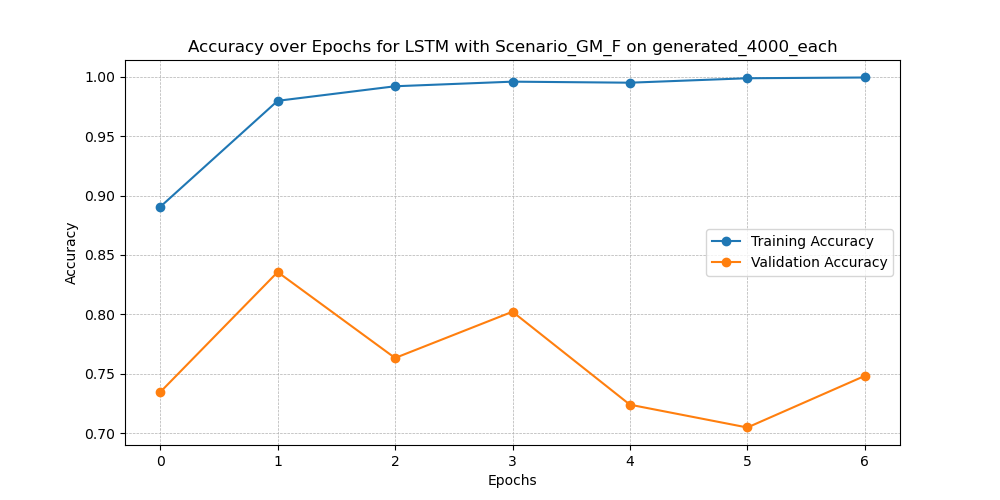 Accuracy over Epochs for LSTM with Scenario_GM_F on generated_4000_each
1.00
0.95
0.90
0.85
0.80
0.75
0.70
Accuracy
Training Accuracy
Validation Accuracy
0 1 2 3 4 5 6
Epochs